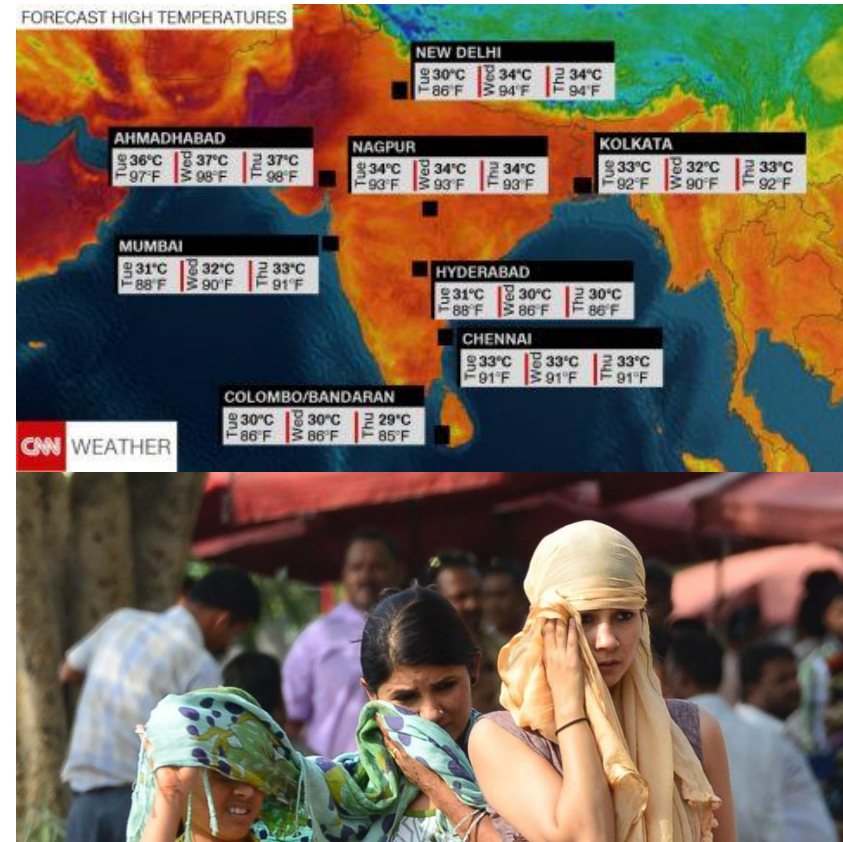 FORECAST HIGH TEMPERATURES
NEW DELHI
Tue 30°C Wed 34°C Thu 34°C
86°F 94°F 94°F
AHMADHABAD
Tue 36°C Wed 37°C Thu 37°C
97°F 98°F 98°F
NAGPUR
Tue 34°C Wed 34°C Thu 34°C
93°F 93°F 93°F
KOLKATA
Tue 33°C Wed 32°C Thu 33°C
92°F 90°F 92°F
MUMBAI
Tue 31°C Wed 32°C Thu 33°C
88°F 90°F 91°F
HYDERABAD
Tue 31°C Wed 30°C Thu 30°C
88°F 86°F 86°F
CHENNAI
Tue 33°C Wed 33°C Thu 33°C
91°F 91°F 91°F
COLOMBO/BANDARAN
Tue 30°C Wed 30°C Thu 29°C
86°F 86°F 85°F
CNN WEATHER